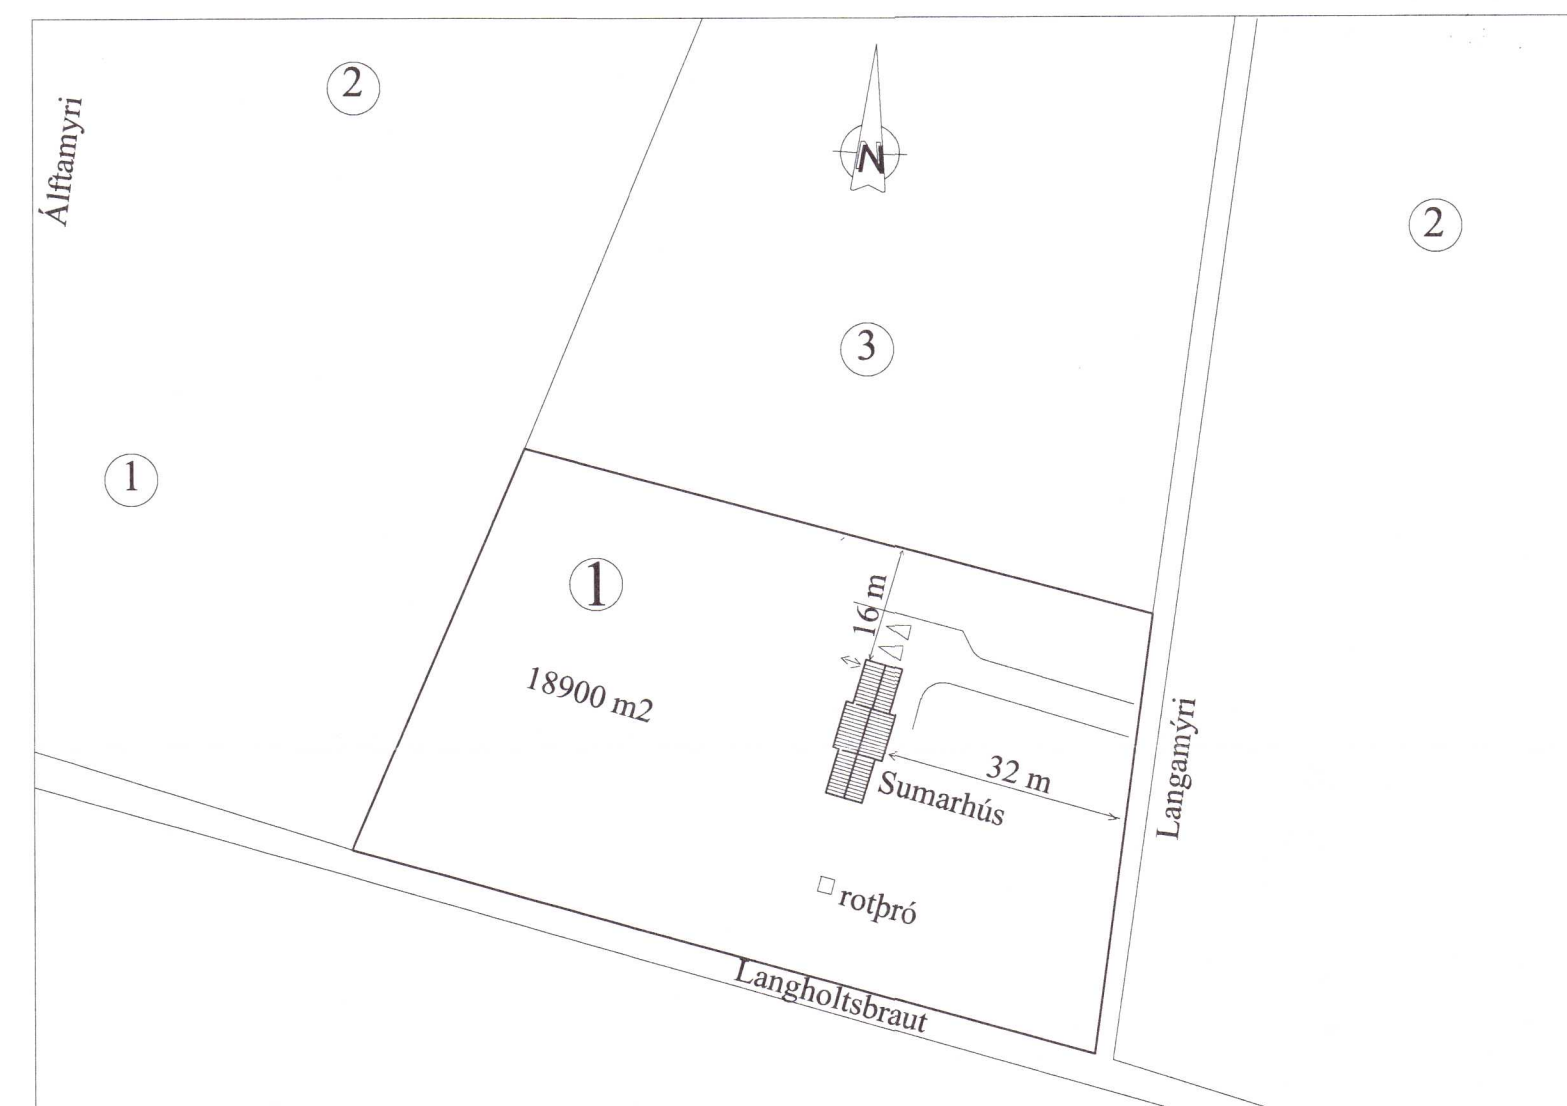 2
Álftamyri
N
2
3
1
1
16 m
18900 m2
32 m
Sumarhús
Langamýri
rotþró
Langholtsbraut